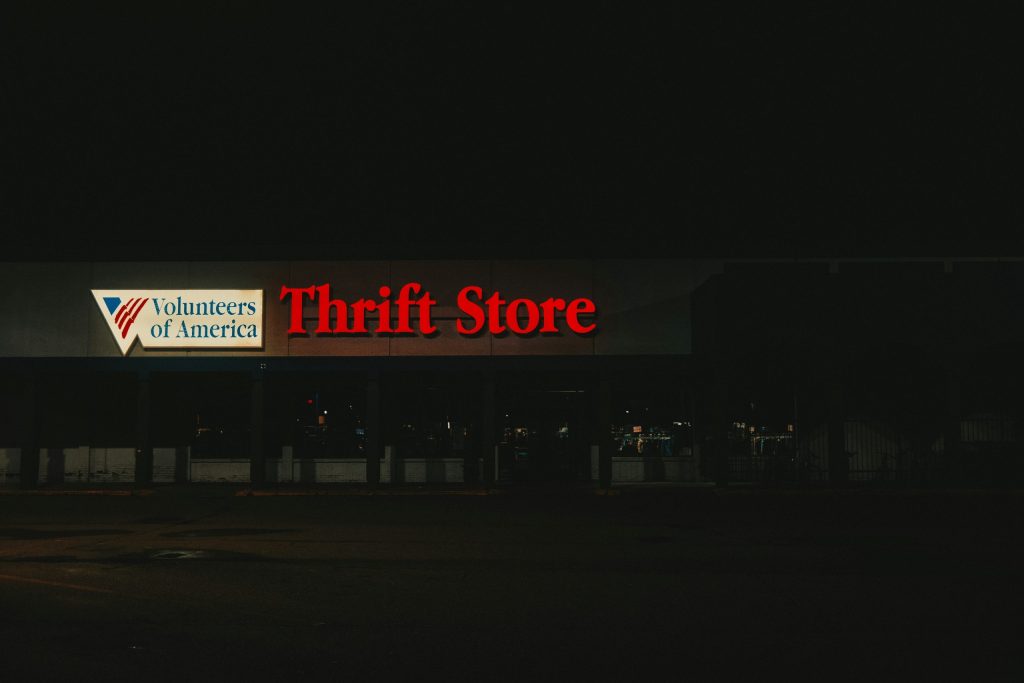 Volunteers
of America
Thrift Store